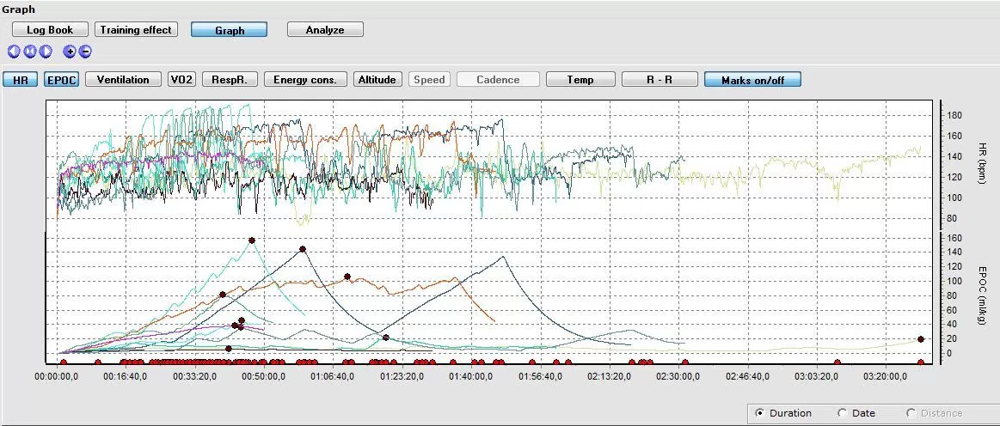 Graph
Log Book Training effect Graph Analyze
HR EPOC Ventilation VO2 RespR. Energy cons. Altitude Speed Cadence Temp R - R Marks on/off
180
160
140
120
100
80
HR (bpm)
160
140
120
100
80
60
40
20
0
EPOC (ml/kg)
00:00:00,0 00:16:40,0 00:33:20,0 00:50:00,0 01:06:40,0 01:23:20,0 01:40:00,0 01:56:40,0 02:13:20,0 02:30:00,0 02:46:40,0 03:03:20,0 03:20:00,0
Duration Date Distance